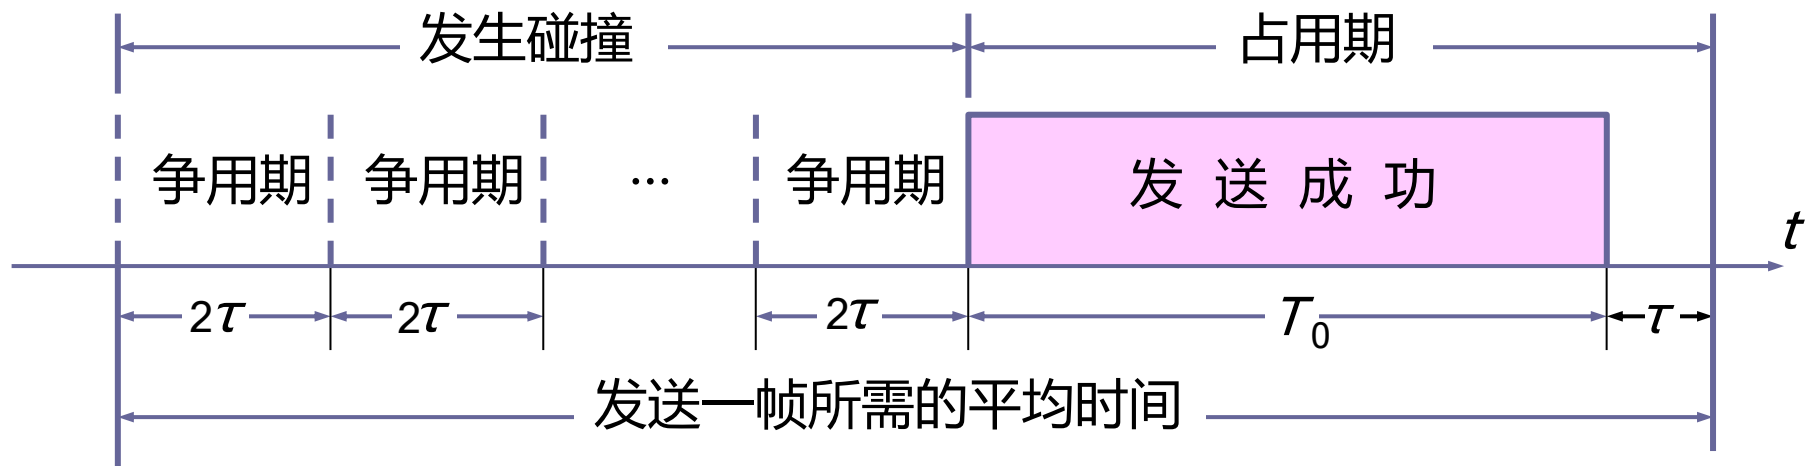 发生碰撞 占用期
争用期 争用期 ... 争用期 发送成功
t
2τ 2τ 2τ T₀ τ
发送一帧所需的平均时间